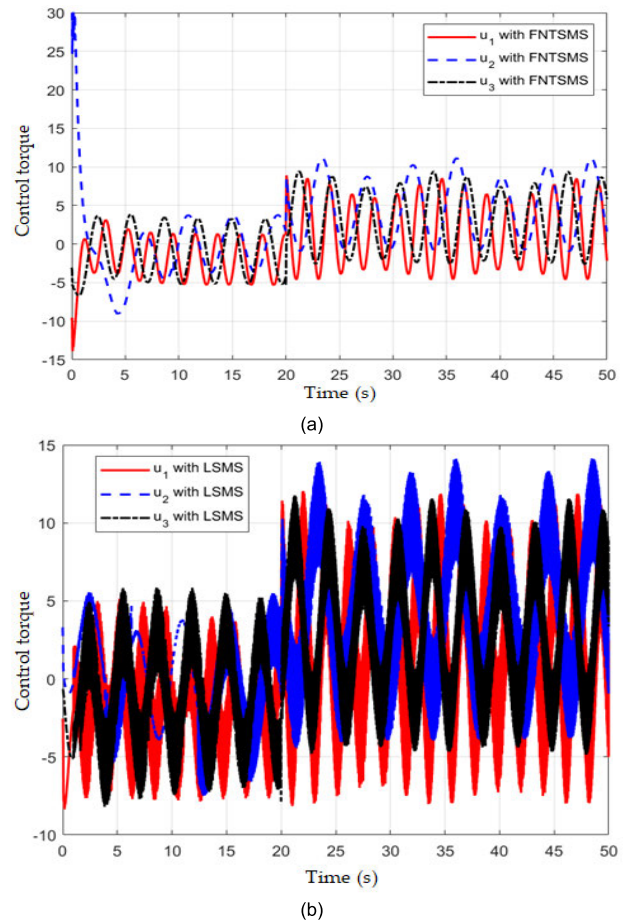 30
25
20
15
10
5
0
-5
-10
-15
Control torque
u1 with FNTSMS
u2 with FNTSMS
u3 with FNTSMS
0 5 10 15 20 25 30 35 40 45 50
Time (s)
(a)
15
10
5
0
-5
-10
Control torque
u1 with LSMS
u2 with LSMS
u3 with LSMS
0 5 10 15 20 25 30 35 40 45 50
Time (s)
(b)